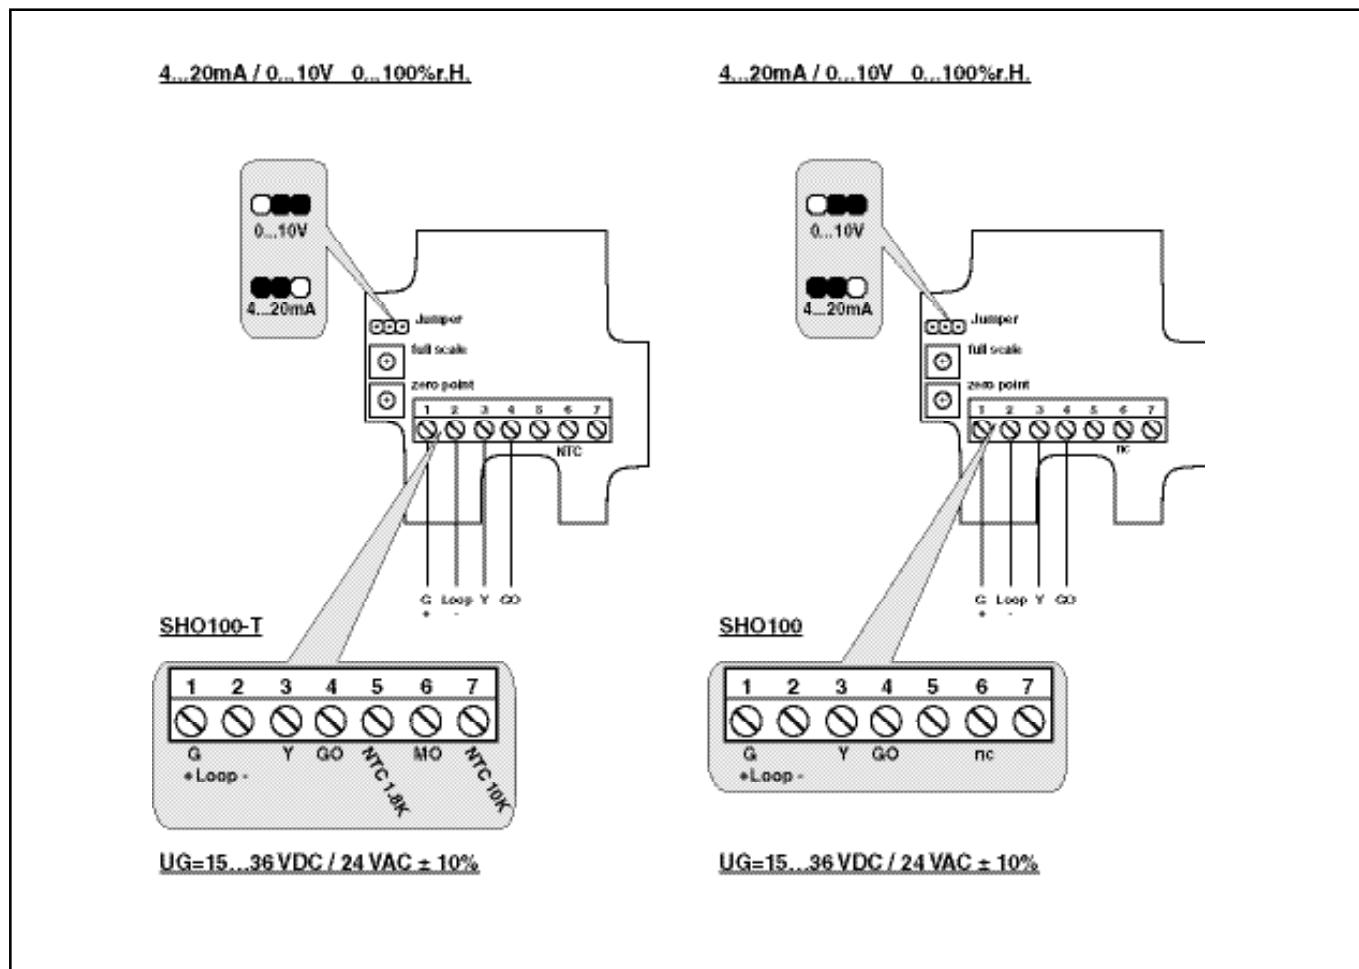 4...20mA / 0...10V 0...100%r.H.
0...10V
4...20mA
Jumper
full scale
zero point
1 2 3 4 5 6 7
NTC
G Loop Y GO
+ -
SHO100-T
1 2 3 4 5 6 7
G Y GO NTC 1.8K MO NTC 10K
+Loop -
UG=15...36 VDC / 24 VAC ± 10%
4...20mA / 0...10V 0...100%r.H.
0...10V
4...20mA
Jumper
full scale
zero point
1 2 3 4 5 6 7
nc
G Loop Y GO
+ -
SHO100
1 2 3 4 5 6 7
G Y GO nc
+Loop -
UG=15...36 VDC / 24 VAC ± 10%